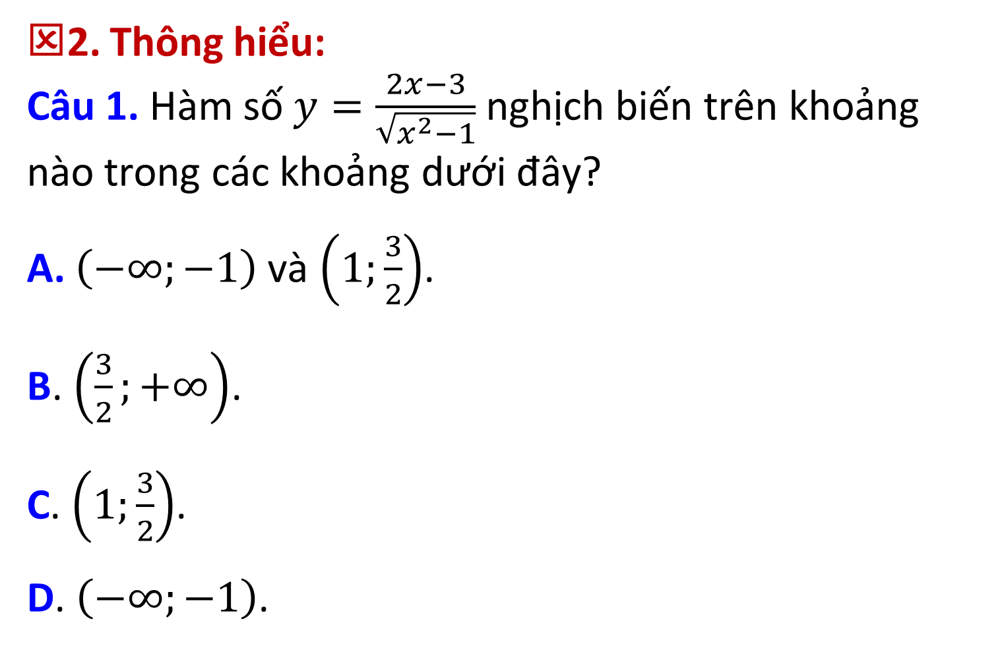 ☒2. Thông hiểu:
Câu 1. Hàm số $y = \frac{2x-3}{\sqrt{x^2-1}}$ nghịch biến trên khoảng
nào trong các khoảng dưới đây?
A. $(-\infty; -1)$ và $\left(1; \frac{3}{2}\right)$.
B. $\left(\frac{3}{2}; +\infty\right)$.
C. $\left(1; \frac{3}{2}\right)$.
D. $(-\infty; -1)$.